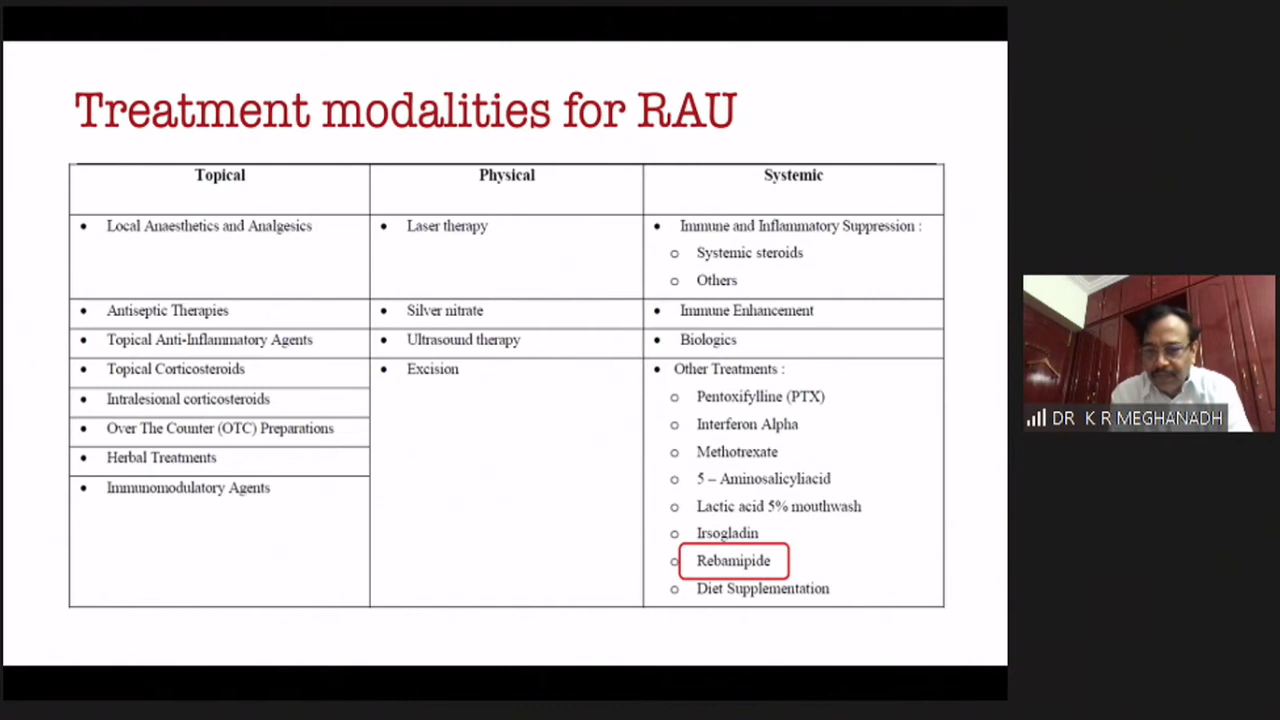 Treatment modalities for RAU
Topical
Physical
Systemic
• Local Anaesthetics and Analgesics
• Laser therapy
• Immune and Inflammatory Suppression :
o Systemic steroids
o Others
• Antiseptic Therapies
• Silver nitrate
• Immune Enhancement
• Topical Anti-Inflammatory Agents
• Ultrasound therapy
• Biologics
• Topical Corticosteroids
• Intralesional corticosteroids
• Over The Counter (OTC) Preparations
• Herbal Treatments
• Immunomodulatory Agents
• Excision
• Other Treatments :
o Pentoxifylline (PTX)
o Interferon Alpha
o Methotrexate
o 5 – Aminosalicyliacid
o Lactic acid 5% mouthwash
o Irsogladin
o Rebamipide
o Diet Supplementation
DR K R MEGHANADH